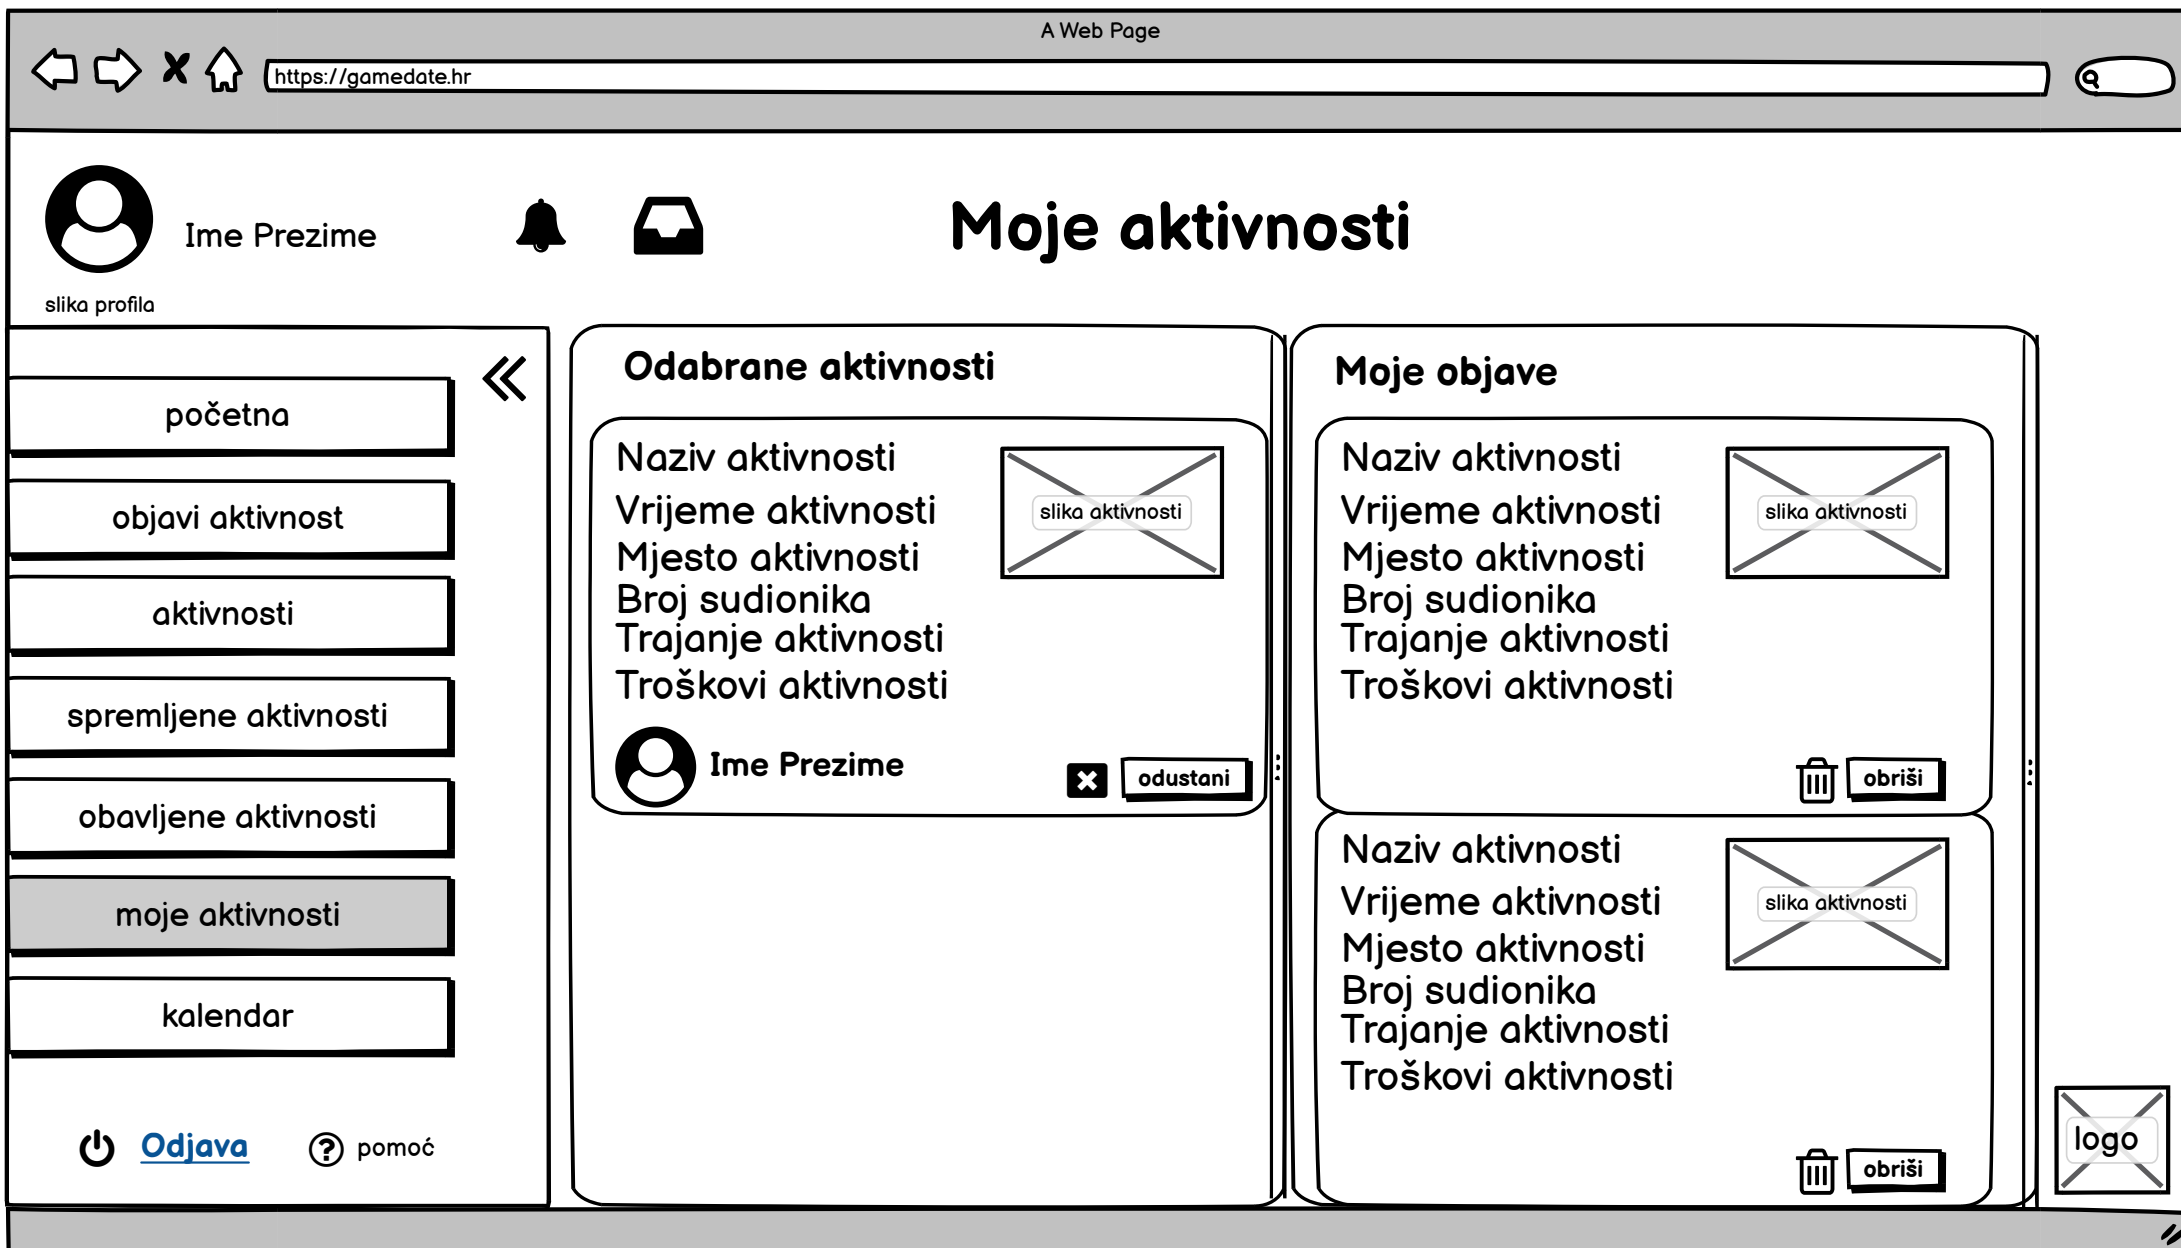 A Web Page
https://gamedate.hr
Ime Prezime
Moje aktivnosti
slika profila
početna
objavi aktivnost
aktivnosti
spremljene aktivnosti
obavljene aktivnosti
moje aktivnosti
kalendar
Odjava
pomoć
Odabrane aktivnosti
Naziv aktivnosti
Vrijeme aktivnosti
Mjesto aktivnosti
Broj sudionika
Trajanje aktivnosti
Troškovi aktivnosti
slika aktivnosti
Ime Prezime
odustani
Moje objave
Naziv aktivnosti
Vrijeme aktivnosti
Mjesto aktivnosti
Broj sudionika
Trajanje aktivnosti
Troškovi aktivnosti
slika aktivnosti
obriši
Naziv aktivnosti
Vrijeme aktivnosti
Mjesto aktivnosti
Broj sudionika
Trajanje aktivnosti
Troškovi aktivnosti
slika aktivnosti
obriši
logo